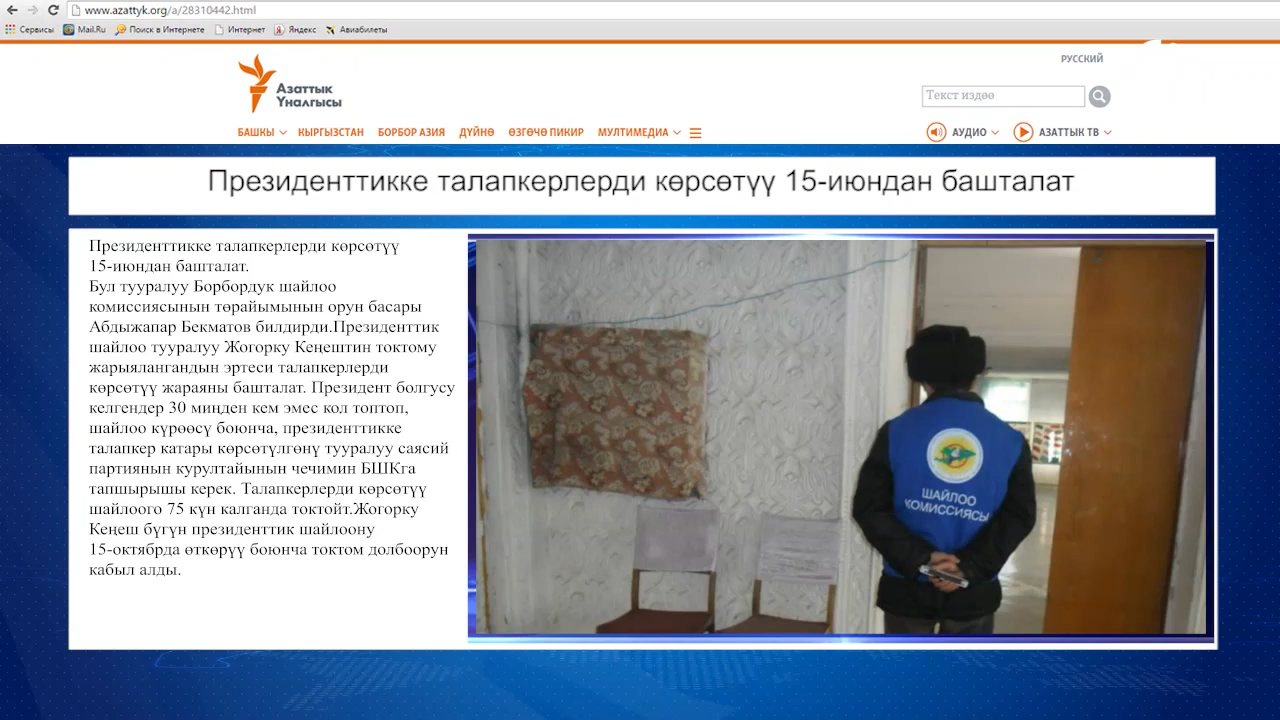 www.azattyk.org/a/28310442.html
Сервисы Mail.Ru Поиск в Интернете Интернет Яндекс Авиабилеты
РУССКИЙ
Азаттык
Үналгысы
Текст издөө
БАШКЫ КЫРГЫЗСТАН БОРБОР АЗИЯ ДҮЙНӨ ӨЗГӨЧӨ ПИКИР МУЛТИМЕДИА АУДИО АЗАТТЫК ТВ
Президенттикке талапкерлерди көрсөтүү 15-июндан башталат
Президенттикке талапкерлерди көрсөтүү
15-июндан башталат.
Бул тууралуу Борбордук шайлоо
комиссиясынын төрайымынын орун басары
Абдыжапар Бекматов билдирди.Президенттик
шайлоо тууралуу Жогорку Кеңештин токтому
жарыялангандын эртеси талапкерлерди
көрсөтүү жараяны башталат. Президент болгусу
келгендер 30 миңден кем эмес кол топтоп,
шайлоо күрөөсү боюнча, президенттикке
талапкер катары көрсөтүлгөнү тууралуу саясий
партиянын курултайынын чечимин БШКга
тапшырышы керек. Талапкерлерди көрсөтүү
шайлоого 75 күн калганда токтойт.Жогорку
Кеңеш бүгүн президенттик шайлоону
15-октябрда өткөрүү боюнча токтом долбоорун
кабыл алды.
ШАЙЛОО
КОМИССИЯСЫ